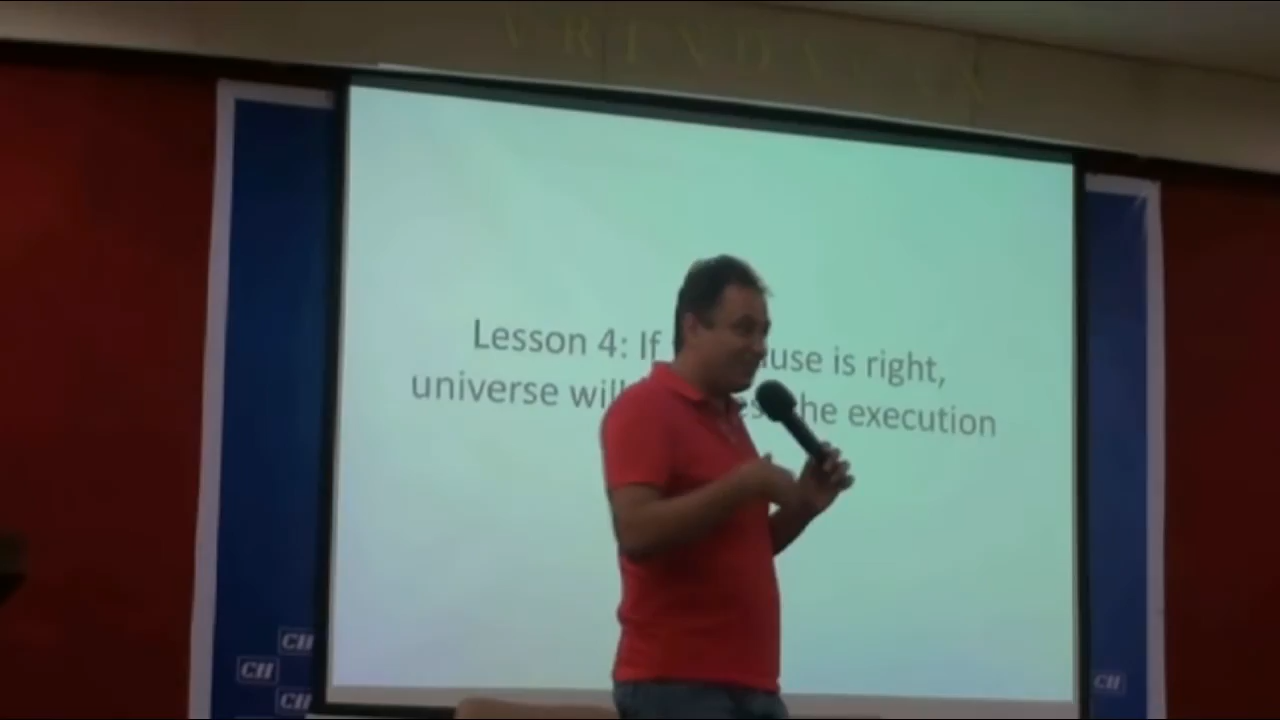 VRINDAVAN
Lesson 4: If use is right,
universe will the execution
CII
CII
CII
CII